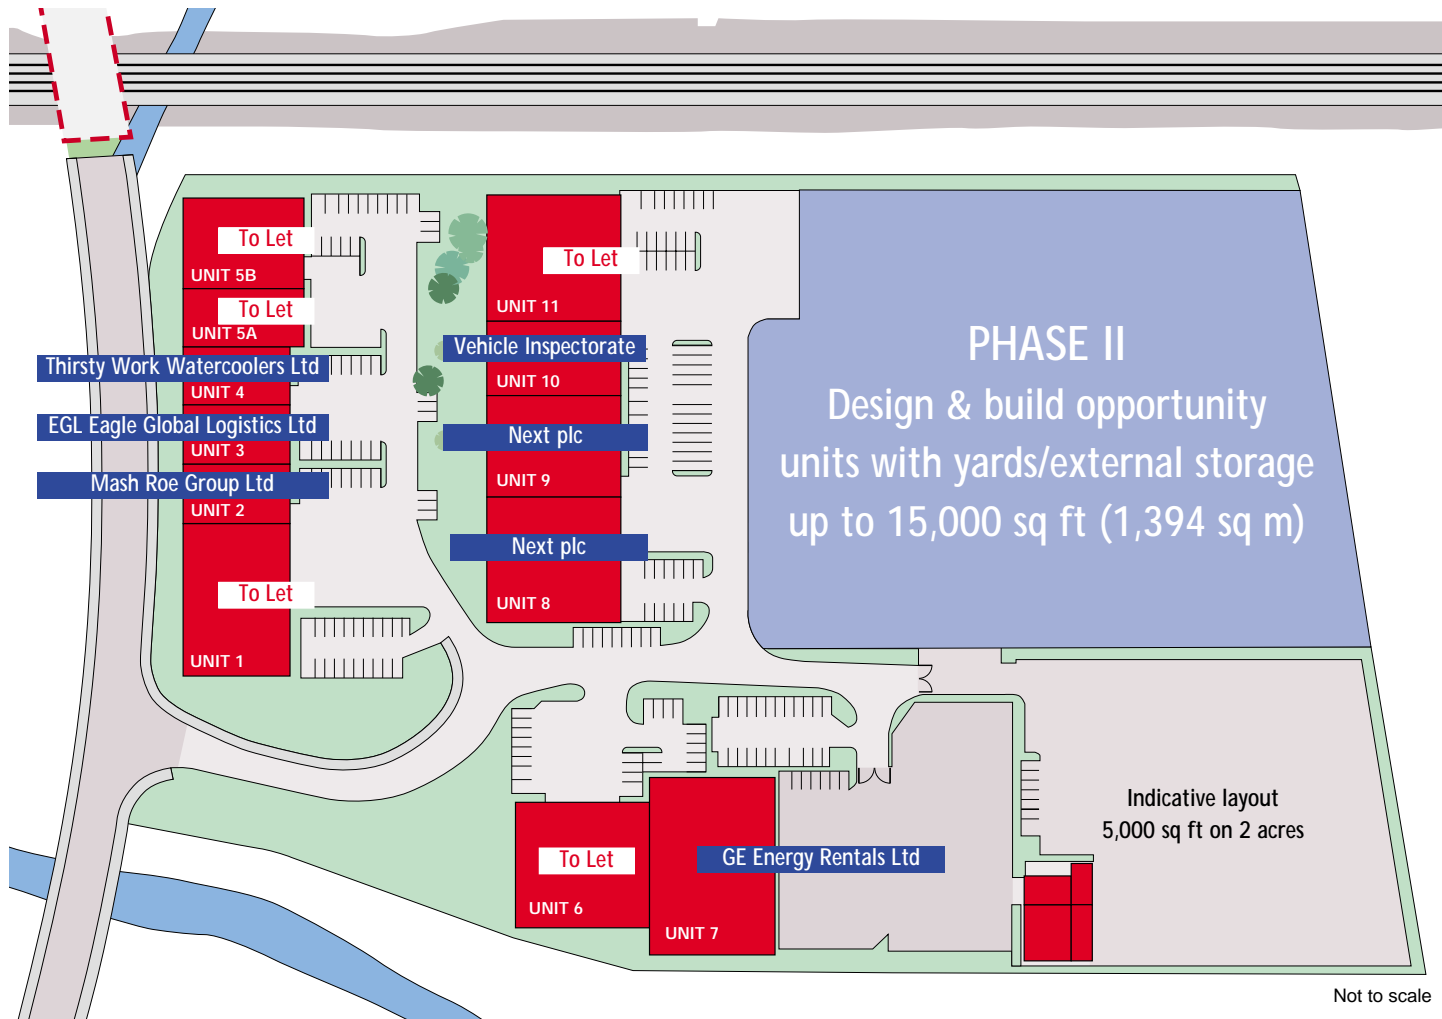 To Let
UNIT 5B
To Let
UNIT 5A
Thirsty Work Watercoolers Ltd
UNIT 4
EGL Eagle Global Logistics Ltd
UNIT 3
Mash Roe Group Ltd
UNIT 2
To Let
UNIT 1
To Let
UNIT 11
Vehicle Inspectorate
UNIT 10
Next plc
UNIT 9
Next plc
UNIT 8
PHASE II
Design & build opportunity
units with yards/external storage
up to 15,000 sq ft (1,394 sq m)
To Let
UNIT 6
GE Energy Rentals Ltd
UNIT 7
Indicative layout
5,000 sq ft on 2 acres
Not to scale